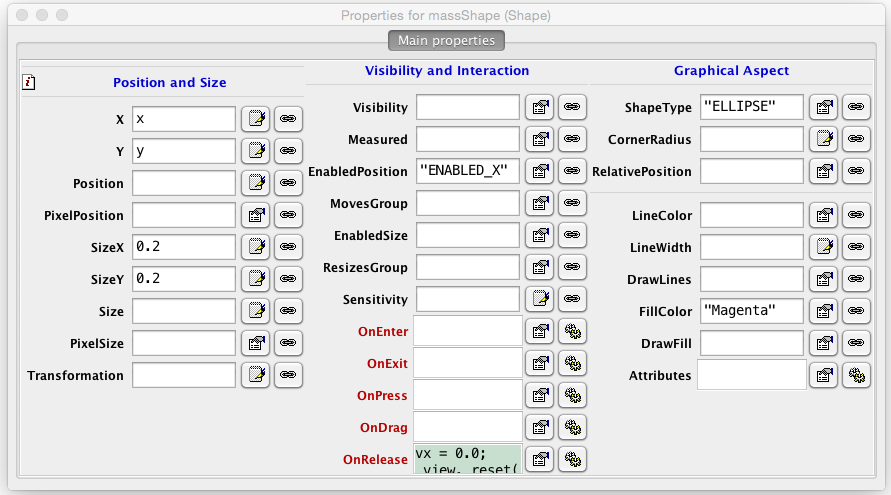 Properties for massShape (Shape)
Main properties
i
Position and Size
X x
Y y
Position
PixelPosition
SizeX 0.2
SizeY 0.2
Size
PixelSize
Transformation
Visibility and Interaction
Visibility
Measured
EnabledPosition "ENABLED_X"
MovesGroup
EnabledSize
ResizesGroup
Sensitivity
OnEnter
OnExit
OnPress
OnDrag
OnRelease vx = 0.0;
_view._reset(
Graphical Aspect
ShapeType "ELLIPSE"
CornerRadius
RelativePosition
LineColor
LineWidth
DrawLines
FillColor "Magenta"
DrawFill
Attributes